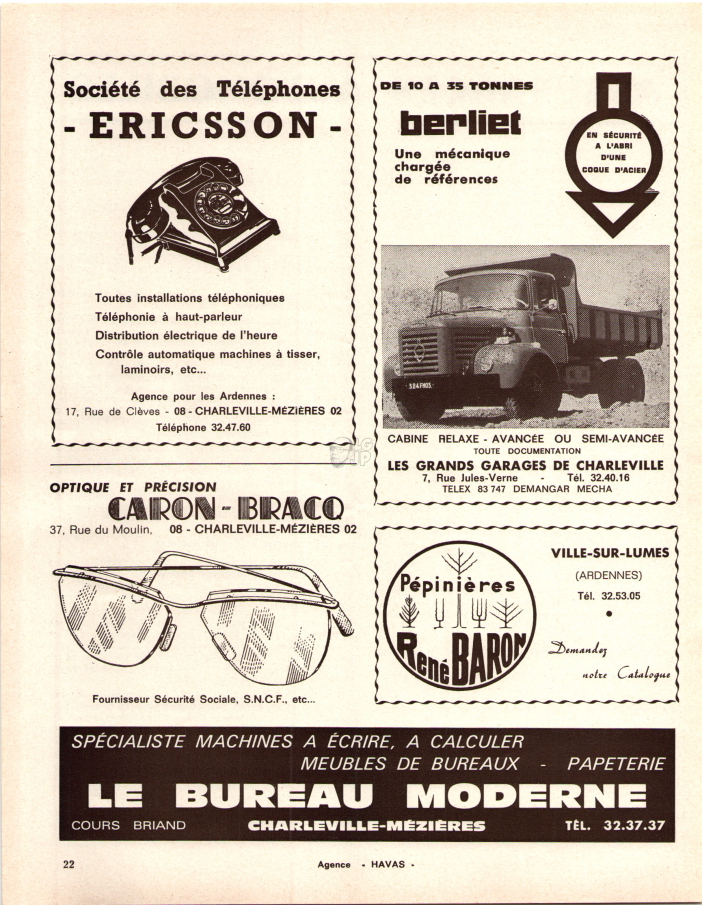 Société des Téléphones
- ERICSSON -
Toutes installations téléphoniques
Téléphonie à haut-parleur
Distribution électrique de l'heure
Contrôle automatique machines à tisser,
laminoirs, etc...
Agence pour les Ardennes :
17, Rue de Clèves - 08 - CHARLEVILLE-MÉZIÈRES 02
Téléphone 32.47.60
DE 10 A 35 TONNES
berliet
Une mécanique
chargée
de références
EN SÉCURITÉ
A L'ABRI
D'UNE
COQUE D'ACIER
CABINE RELAXE - AVANCÉE OU SEMI-AVANCÉE
TOUTE DOCUMENTATION
LES GRANDS GARAGES DE CHARLEVILLE
7, Rue Jules-Verne - Tél. 32.40.16
TELEX 83 747 DEMANGAR MECHA
OPTIQUE ET PRÉCISION
CARON - BRACQ
37, Rue du Moulin, 08 - CHARLEVILLE-MÉZIÈRES 02
Fournisseur Sécurité Sociale, S.N.C.F., etc...
Pépinières
René BARON
VILLE-SUR-LUMES
(ARDENNES)
Tél. 32.53.05
Demandez
notre Catalogue
SPÉCIALISTE MACHINES A ÉCRIRE, A CALCULER
MEUBLES DE BUREAUX - PAPETERIE
LE BUREAU MODERNE
COURS BRIAND CHARLEVILLE-MÉZIÈRES TÉL. 32.37.37
22 Agence - HAVAS -